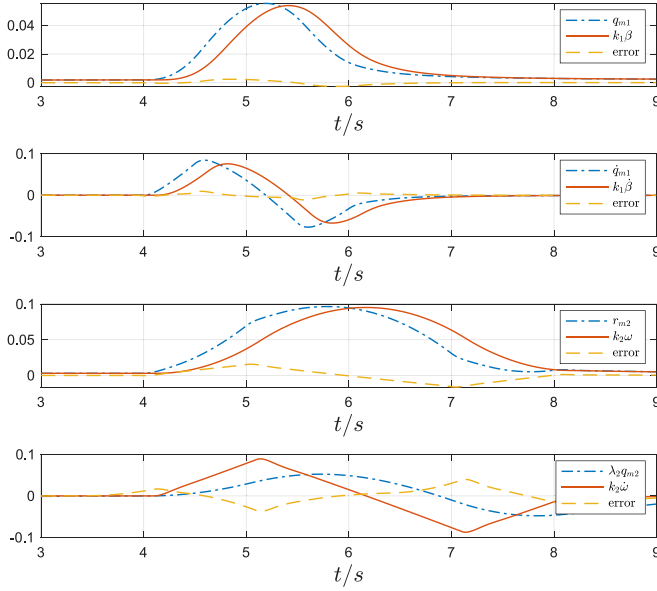 0.04
0.02
0
q_{m1}
k_1β
error
3 4 5 6 7 8 9
t/s
0.1
0
-0.1
q̇_{m1}
k_1β
error
3 4 5 6 7 8 9
t/s
0.1
0.05
0
r_{m2}
k_2ω
error
3 4 5 6 7 8 9
t/s
0.1
0
-0.1
λ_2q_{m2}
k_2ω̇
error
3 4 5 6 7 8 9
t/s